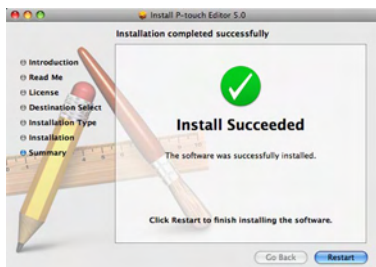 Install P-touch Editor 5.0
Installation completed successfully
Introduction
Read Me
License
Destination Select
Installation Type
Installation
Summary
Install Succeeded
The software was successfully installed.
Click Restart to finish installing the software.
Go Back
Restart